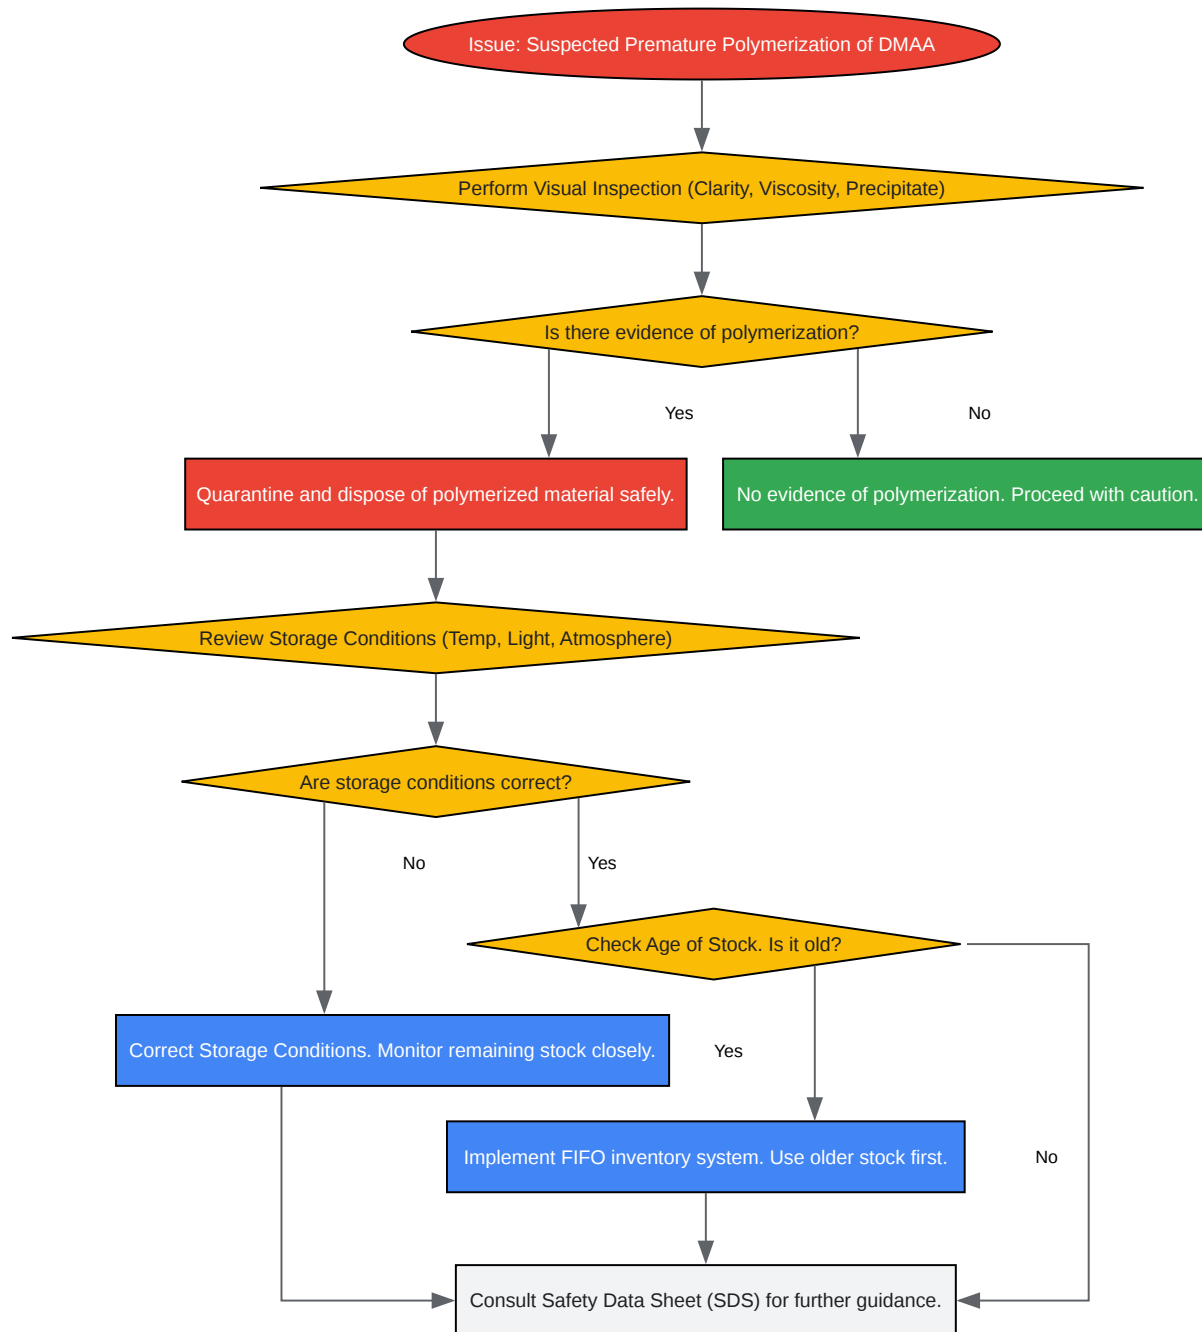 Issue: Suspected Premature Polymerization of DMAA
Perform Visual Inspection (Clarity, Viscosity, Precipitate)
Is there evidence of polymerization?
Yes
No
Quarantine and dispose of polymerized material safely.
No evidence of polymerization. Proceed with caution.
Review Storage Conditions (Temp, Light, Atmosphere)
Are storage conditions correct?
No
Yes
Check Age of Stock. Is it old?
Correct Storage Conditions. Monitor remaining stock closely.
Yes
Implement FIFO inventory system. Use older stock first.
No
Consult Safety Data Sheet (SDS) for further guidance.